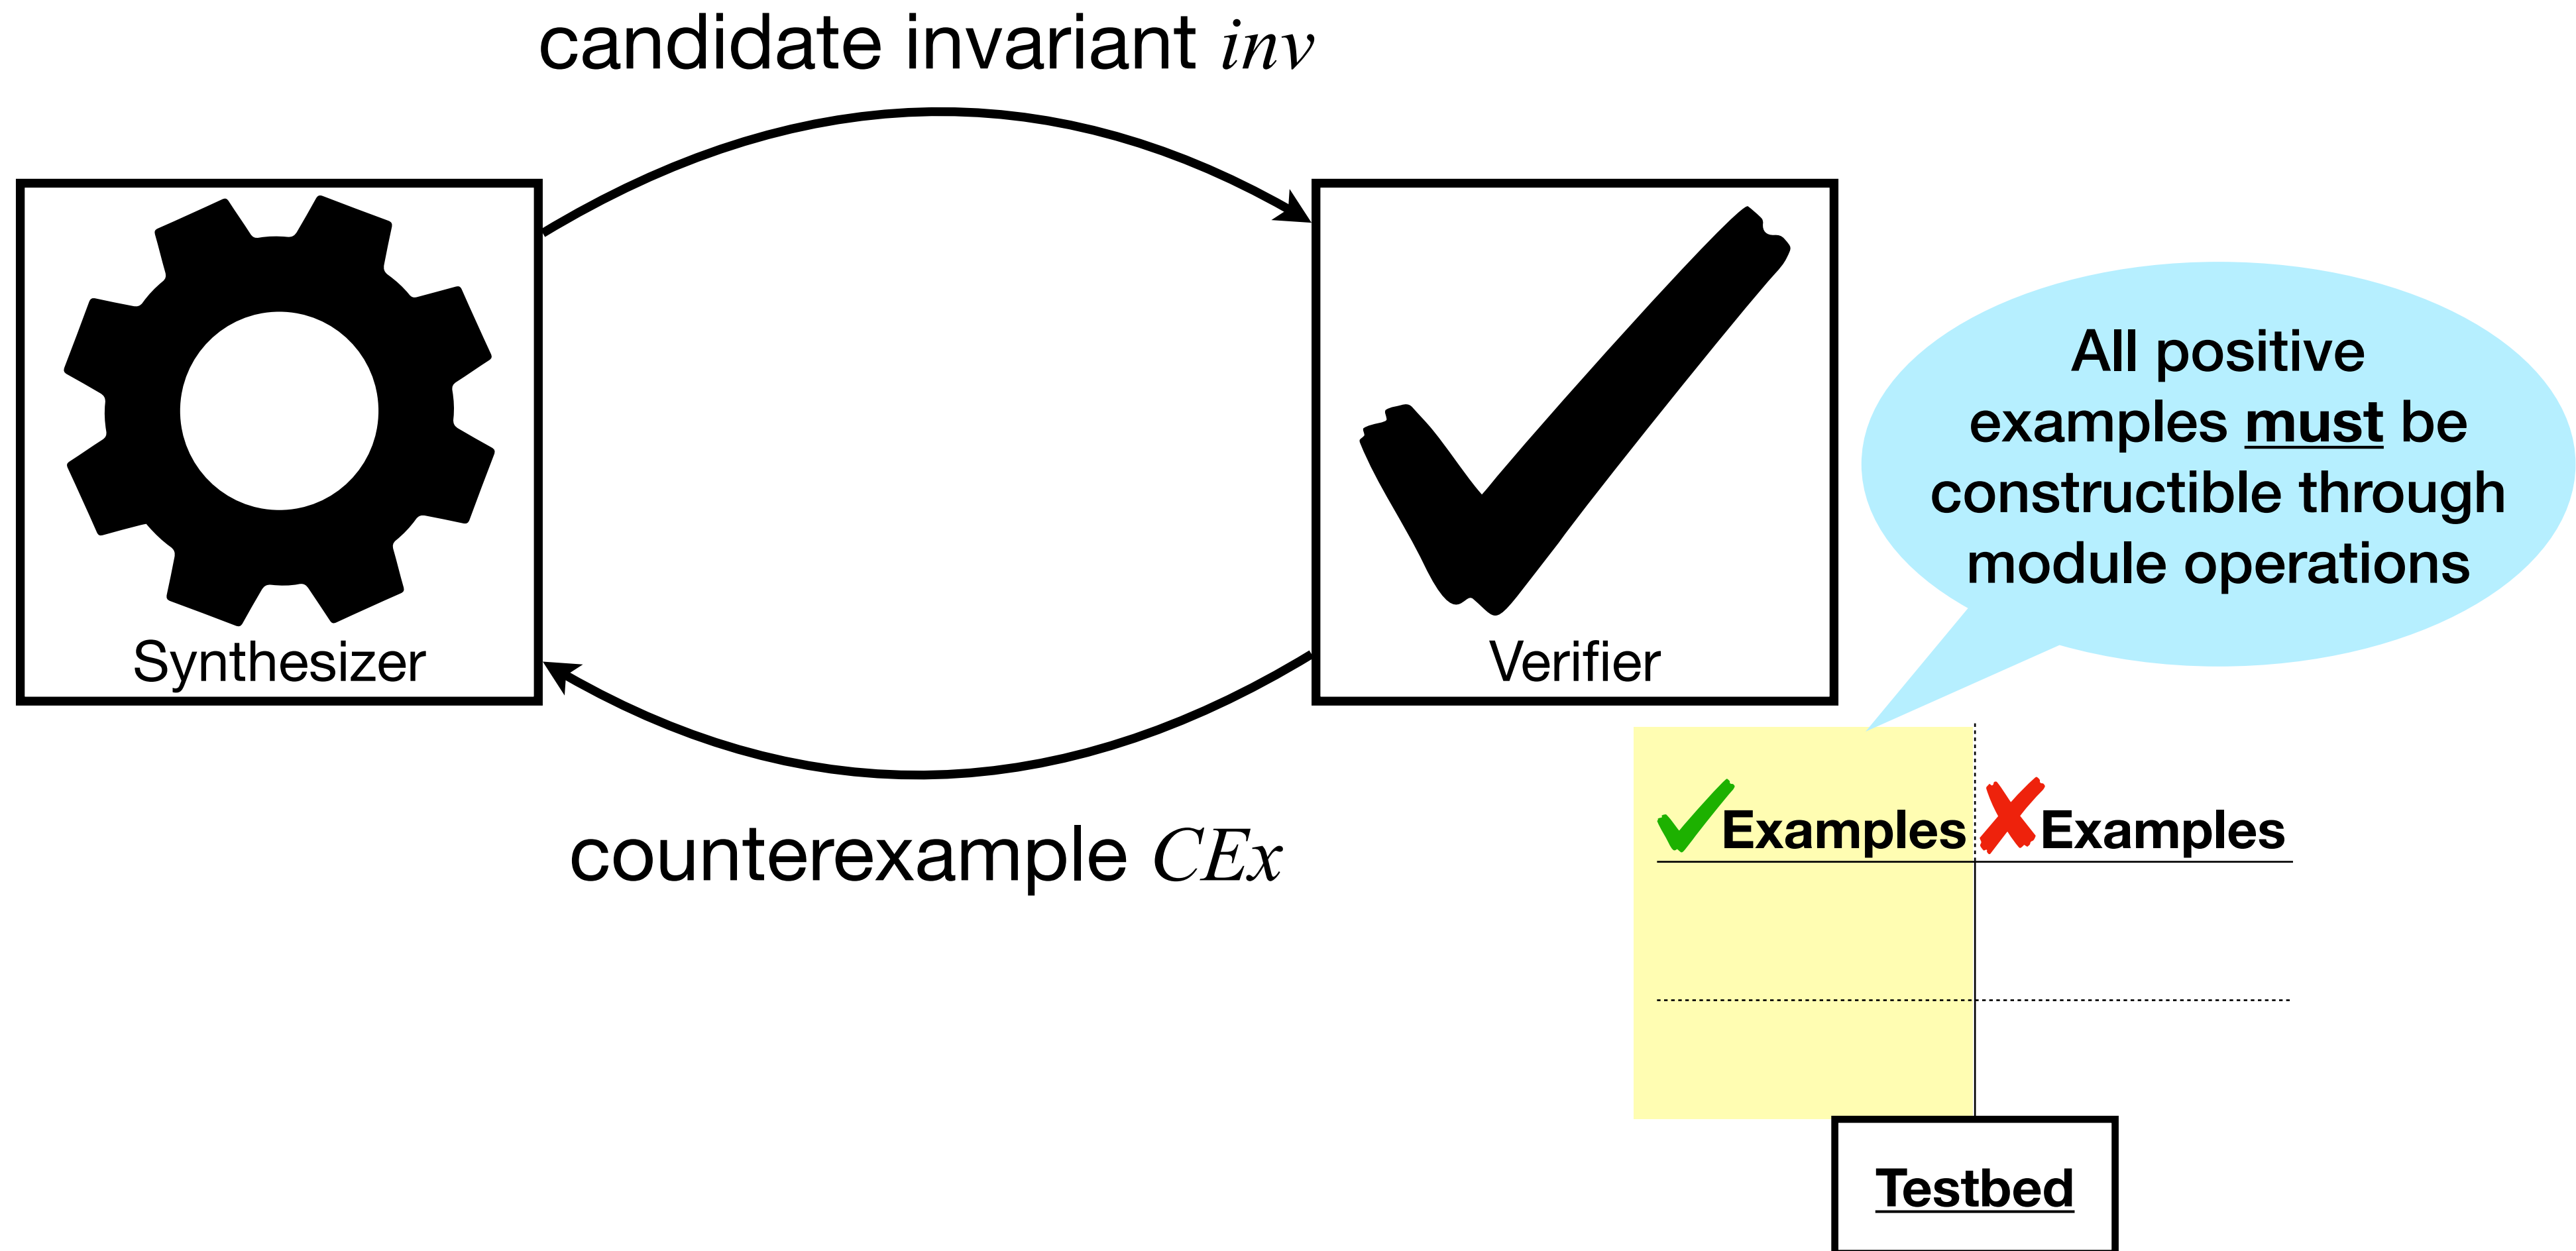 candidate invariant inv
Synthesizer
Verifier
All positive
examples must be
constructible through
module operations
counterexample CEx
Examples
Examples
Testbed